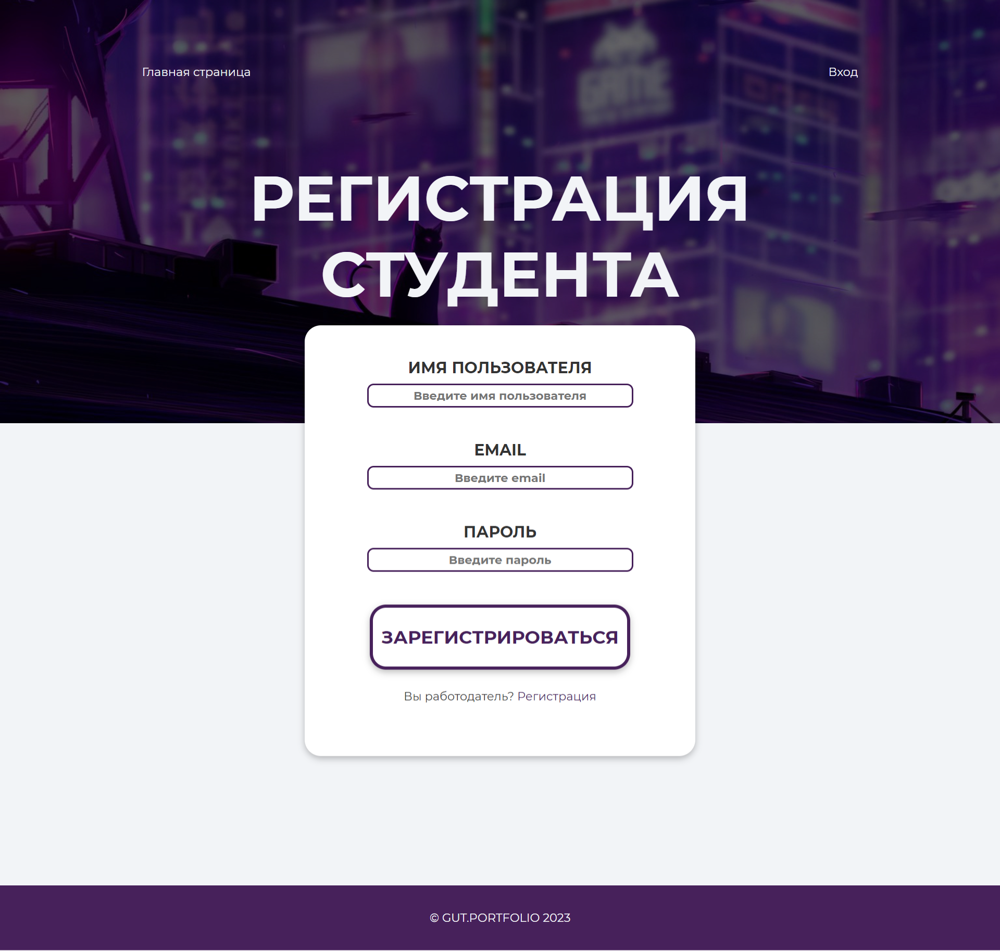 Главная страница
Вход
GAME
РЕГИСТРАЦИЯ
СТУДЕНТА
ИМЯ ПОЛЬЗОВАТЕЛЯ
Введите имя пользователя
EMAIL
Введите email
ПАРОЛЬ
Введите пароль
ЗАРЕГИСТРИРОВАТЬСЯ
Вы работодатель? Регистрация
© GUT.PORTFOLIO 2023